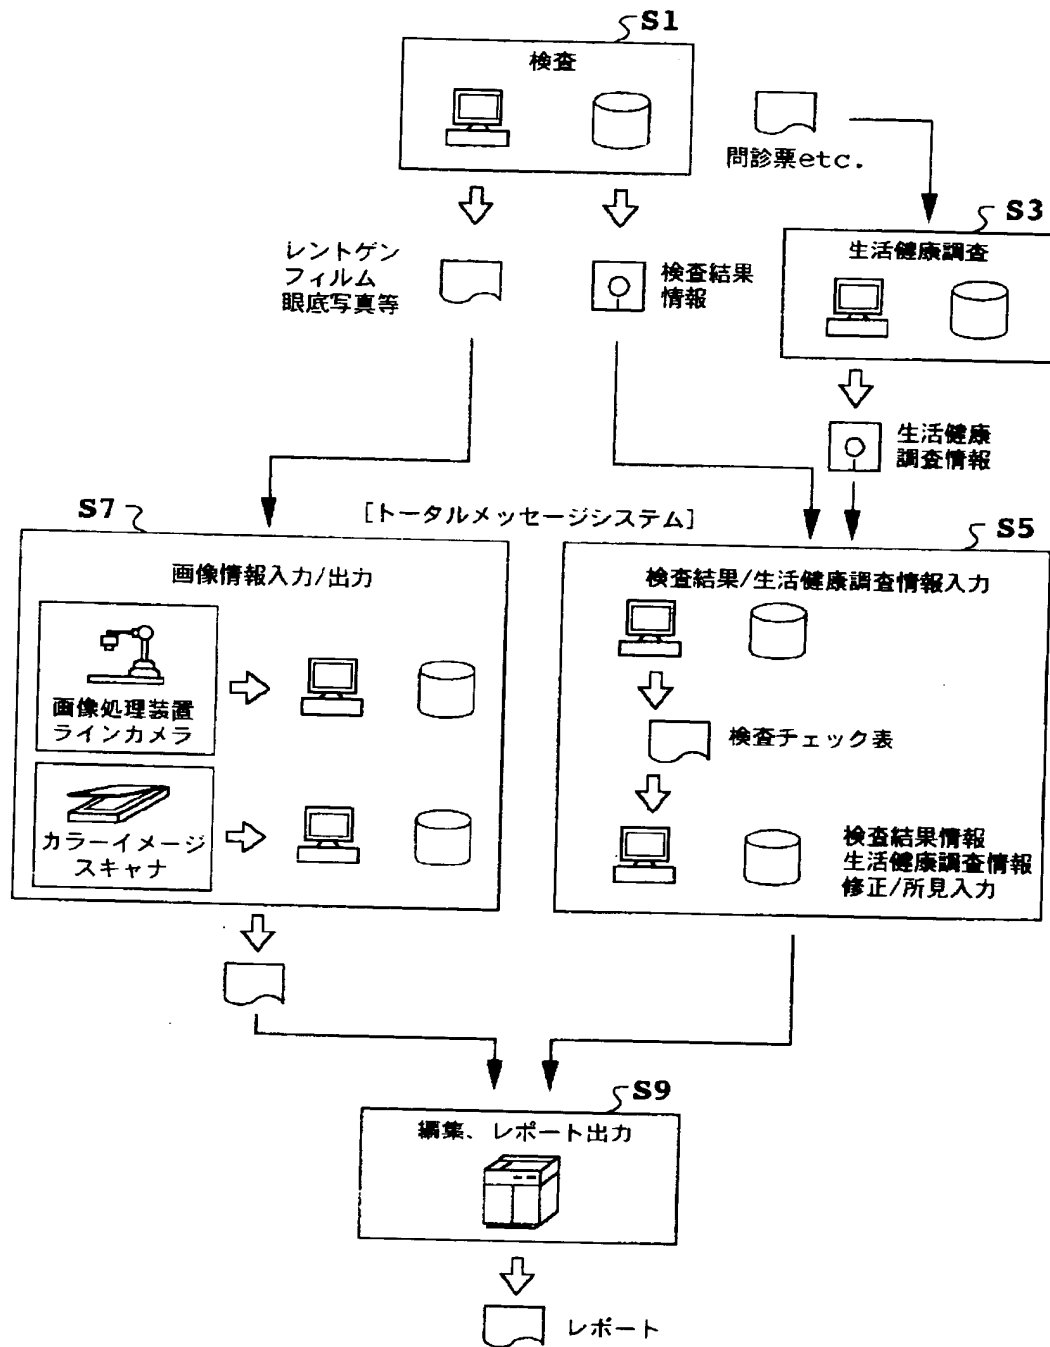 S1
検査
問診票etc.
S3
レントゲン
フィルム
眼底写真等
検査結果
情報
生活健康調査
生活健康
調査情報
S7
[トータルメッセージシステム]
S5
画像情報入力/出力
画像処理装置
ラインカメラ
カラーイメージ
スキャナ
検査結果/生活健康調査情報入力
検査チェック表
検査結果情報
生活健康調査情報
修正/所見入力
S9
編集、レポート出力
レポート